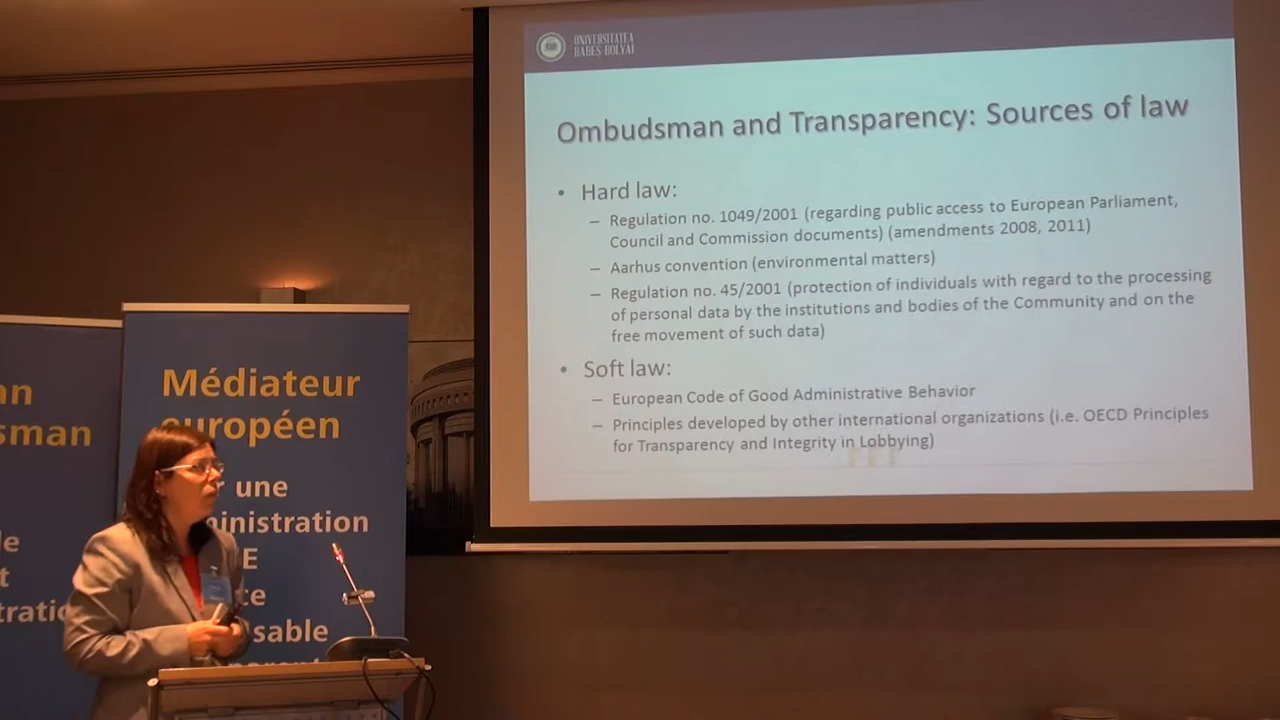 UNIVERSITATEA
BABEŞ-BOLYAI
Ombudsman and Transparency: Sources of law
• Hard law:
– Regulation no. 1049/2001 (regarding public access to European Parliament,
Council and Commission documents) (amendments 2008, 2011)
– Aarhus convention (environmental matters)
– Regulation no. 45/2001 (protection of individuals with regard to the processing
of personal data by the institutions and bodies of the Community and on the
free movement of such data)
• Soft law:
– European Code of Good Administrative Behavior
– Principles developed by other international organizations (i.e. OECD Principles
for Transparency and Integrity in Lobbying)
Médiateur
européen
une
ministration
E
te
sable
an
sman
le
t
tratio